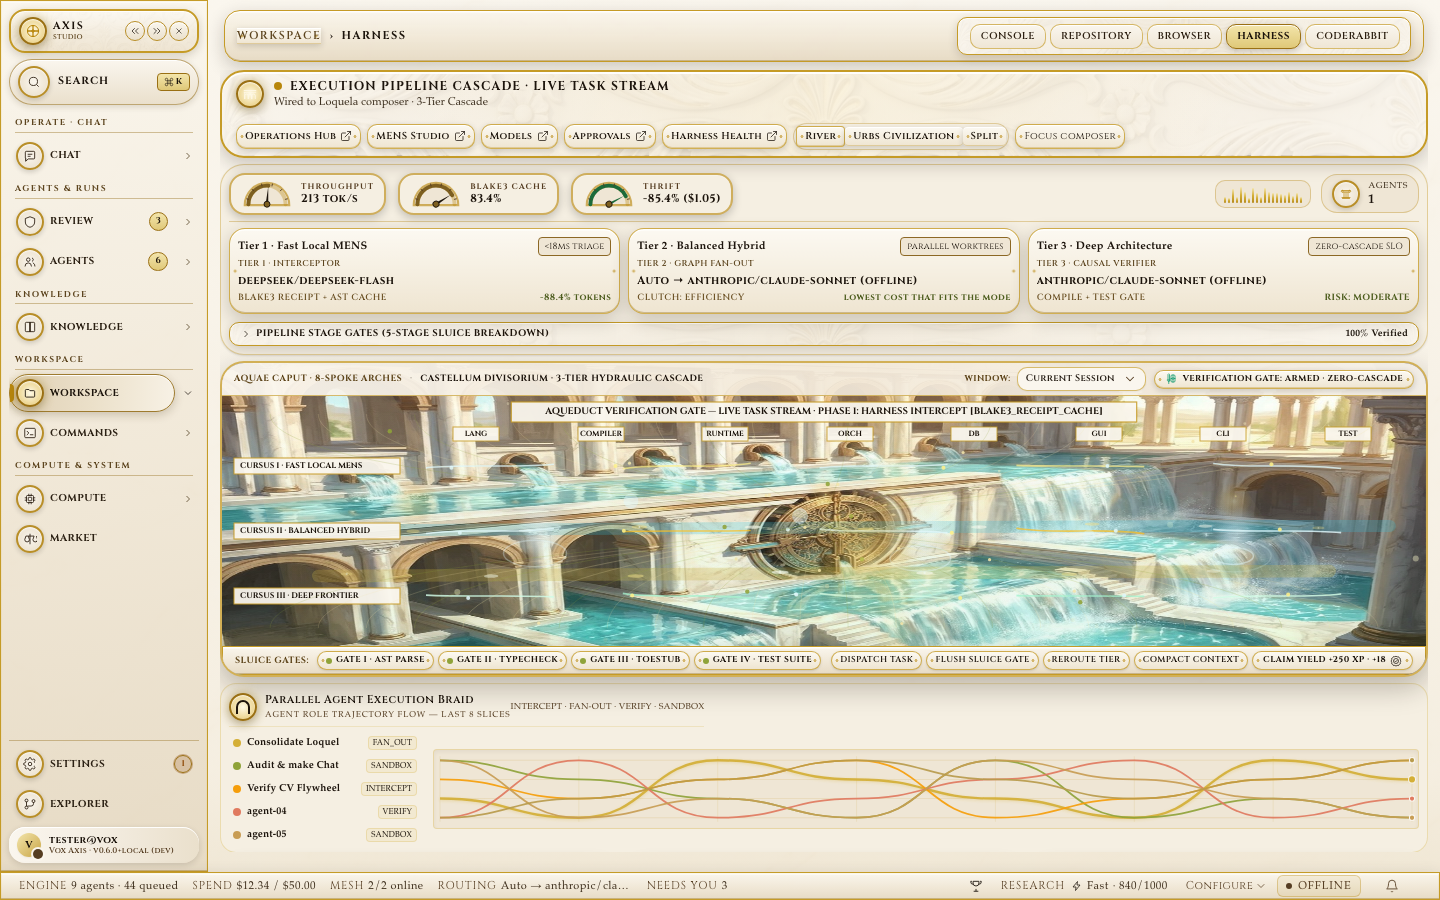 AXIS
STUDIO
SEARCH
⌘ K
OPERATE · CHAT
CHAT
AGENTS & RUNS
REVIEW 3
AGENTS 6
KNOWLEDGE
KNOWLEDGE
WORKSPACE
WORKSPACE
COMMANDS
COMPUTE & SYSTEM
COMPUTE
MARKET
SETTINGS 1
EXPLORER
V
TESTER@VOX
VOX AXIS · V0.6.0+LOCAL (DEV)
WORKSPACE › HARNESS
CONSOLE REPOSITORY BROWSER HARNESS CODERABBIT
EXECUTION PIPELINE CASCADE · LIVE TASK STREAM
Wired to Loquela composer · 3-Tier Cascade
OPERATIONS HUB MENS STUDIO MODELS APPROVALS HARNESS HEALTH RIVER URBS CIVILIZATION SPLIT FOCUS COMPOSER
THROUGHPUT
213 TOK/S
BLAKE3 CACHE
83.4%
THRIFT
-85.4% ($1.05)
AGENTS
1
Tier 1 · Fast Local MENS
<18MS TRIAGE
TIER 1 · INTERCEPTOR
DEEPSEEK/DEEPSEEK-FLASH
BLAKE3 RECEIPT + AST CACHE
-88.4% TOKENS
Tier 2 · Balanced Hybrid
PARALLEL WORKTREES
TIER 2 · GRAPH FAN-OUT
AUTO → ANTHROPIC/CLAUDE-SONNET (OFFLINE)
CLUTCH: EFFICIENCY
LOWEST COST THAT FITS THE MODE
Tier 3 · Deep Architecture
ZERO-CASCADE SLO
TIER 3 · CAUSAL VERIFIER
ANTHROPIC/CLAUDE-SONNET (OFFLINE)
COMPILE + TEST GATE
RISK: MODERATE
PIPELINE STAGE GATES (5-STAGE SLUICE BREAKDOWN)
100% Verified
AQUAE CAPUT · 8-SPOKE ARCHES · CASTELLUM DIVISORIUM · 3-TIER HYDRAULIC CASCADE
WINDOW: CURRENT SESSION
VERIFICATION GATE: ARMED · ZERO-CASCADE
AQUEDUCT VERIFICATION GATE — LIVE TASK STREAM · PHASE I: HARNESS INTERCEPT [BLAKE3_RECEIPT_CACHE]
LANG COMPILER RUNTIME ORCH DB GUI CLI TEST
CURSUS I · FAST LOCAL MENS
CURSUS II · BALANCED HYBRID
CURSUS III · DEEP FRONTIER
SLUICE GATES: GATE I · AST PARSE GATE II · TYPECHECK GATE III · TOESTUB GATE IV · TEST SUITE DISPATCH TASK FLUSH SLUICE GATE REROUTE TIER COMPACT CONTEXT CLAIM YIELD +250 XP · +18
PARALLEL AGENT EXECUTION BRAID
AGENT ROLE TRAJECTORY FLOW — LAST 8 SLICES
INTERCEPT · FAN-OUT · VERIFY · SANDBOX
Consolidate Loquel FAN_OUT
Audit & make Chat SANDBOX
Verify CV Flywheel INTERCEPT
agent-04 VERIFY
agent-05 SANDBOX
ENGINE 9 agents · 44 queued SPEND $12.34 / $50.00 MESH 2/2 online ROUTING Auto → anthropic/cla... NEEDS YOU 3
RESEARCH Fast · 840/1000 CONFIGURE OFFLINE